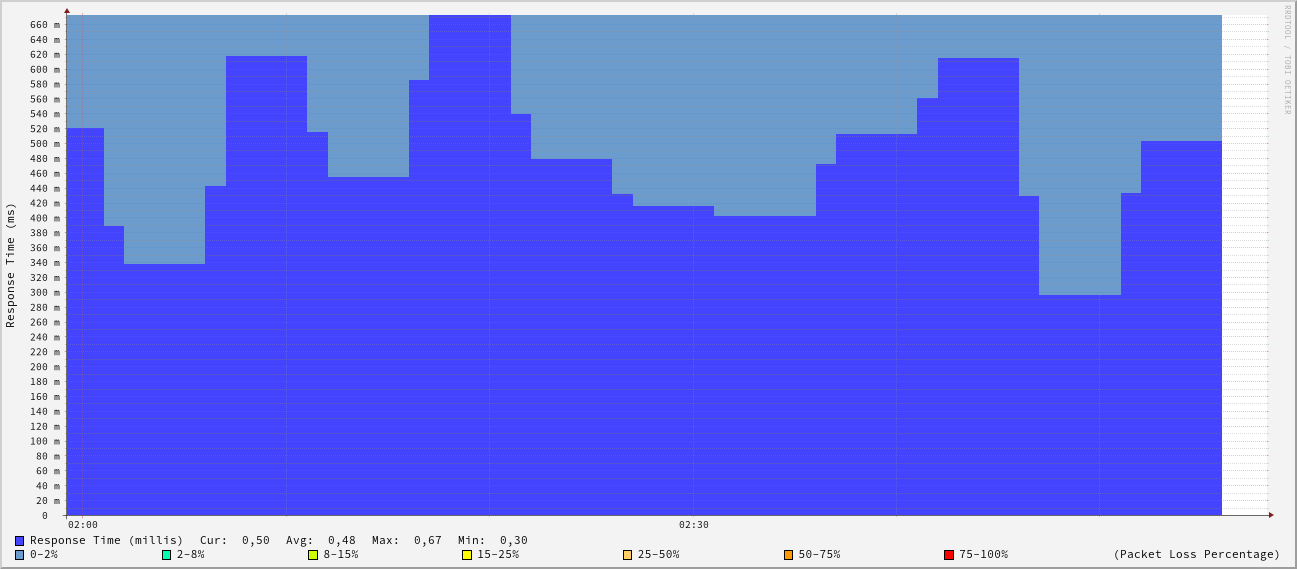 RRDTOOL / TOBI OETIKER
Response Time (ms)
660 m
640 m
620 m
600 m
580 m
560 m
540 m
520 m
500 m
480 m
460 m
440 m
420 m
400 m
380 m
360 m
340 m
320 m
300 m
280 m
260 m
240 m
220 m
200 m
180 m
160 m
140 m
120 m
100 m
80 m
60 m
40 m
20 m
0
02:00 02:30
Response Time (millis) Cur: 0,50 Avg: 0,48 Max: 0,67 Min: 0,30
0-2% 2-8% 8-15% 15-25% 25-50% 50-75% 75-100% (Packet Loss Percentage)